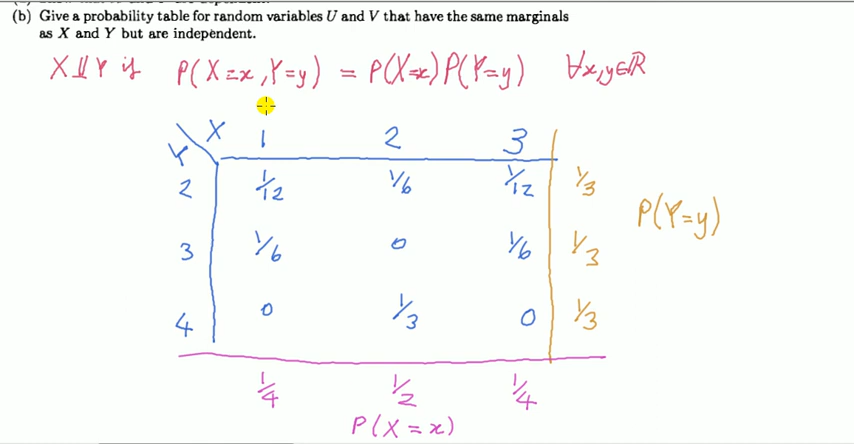 (b) Give a probability table for random variables U and V that have the same marginals
as X and Y but are independent.
X ⫫ Y if P(X=x, Y=y) = P(X=x) P(Y=y) ∀x,y∈ℝ
X 1 2 3
Y
2 1/12 1/6 1/12 1/3
P(Y=y)
3 1/6 0 1/6 1/3
4 0 1/3 0 1/3
1/4 1/2 1/4
P(X=x)